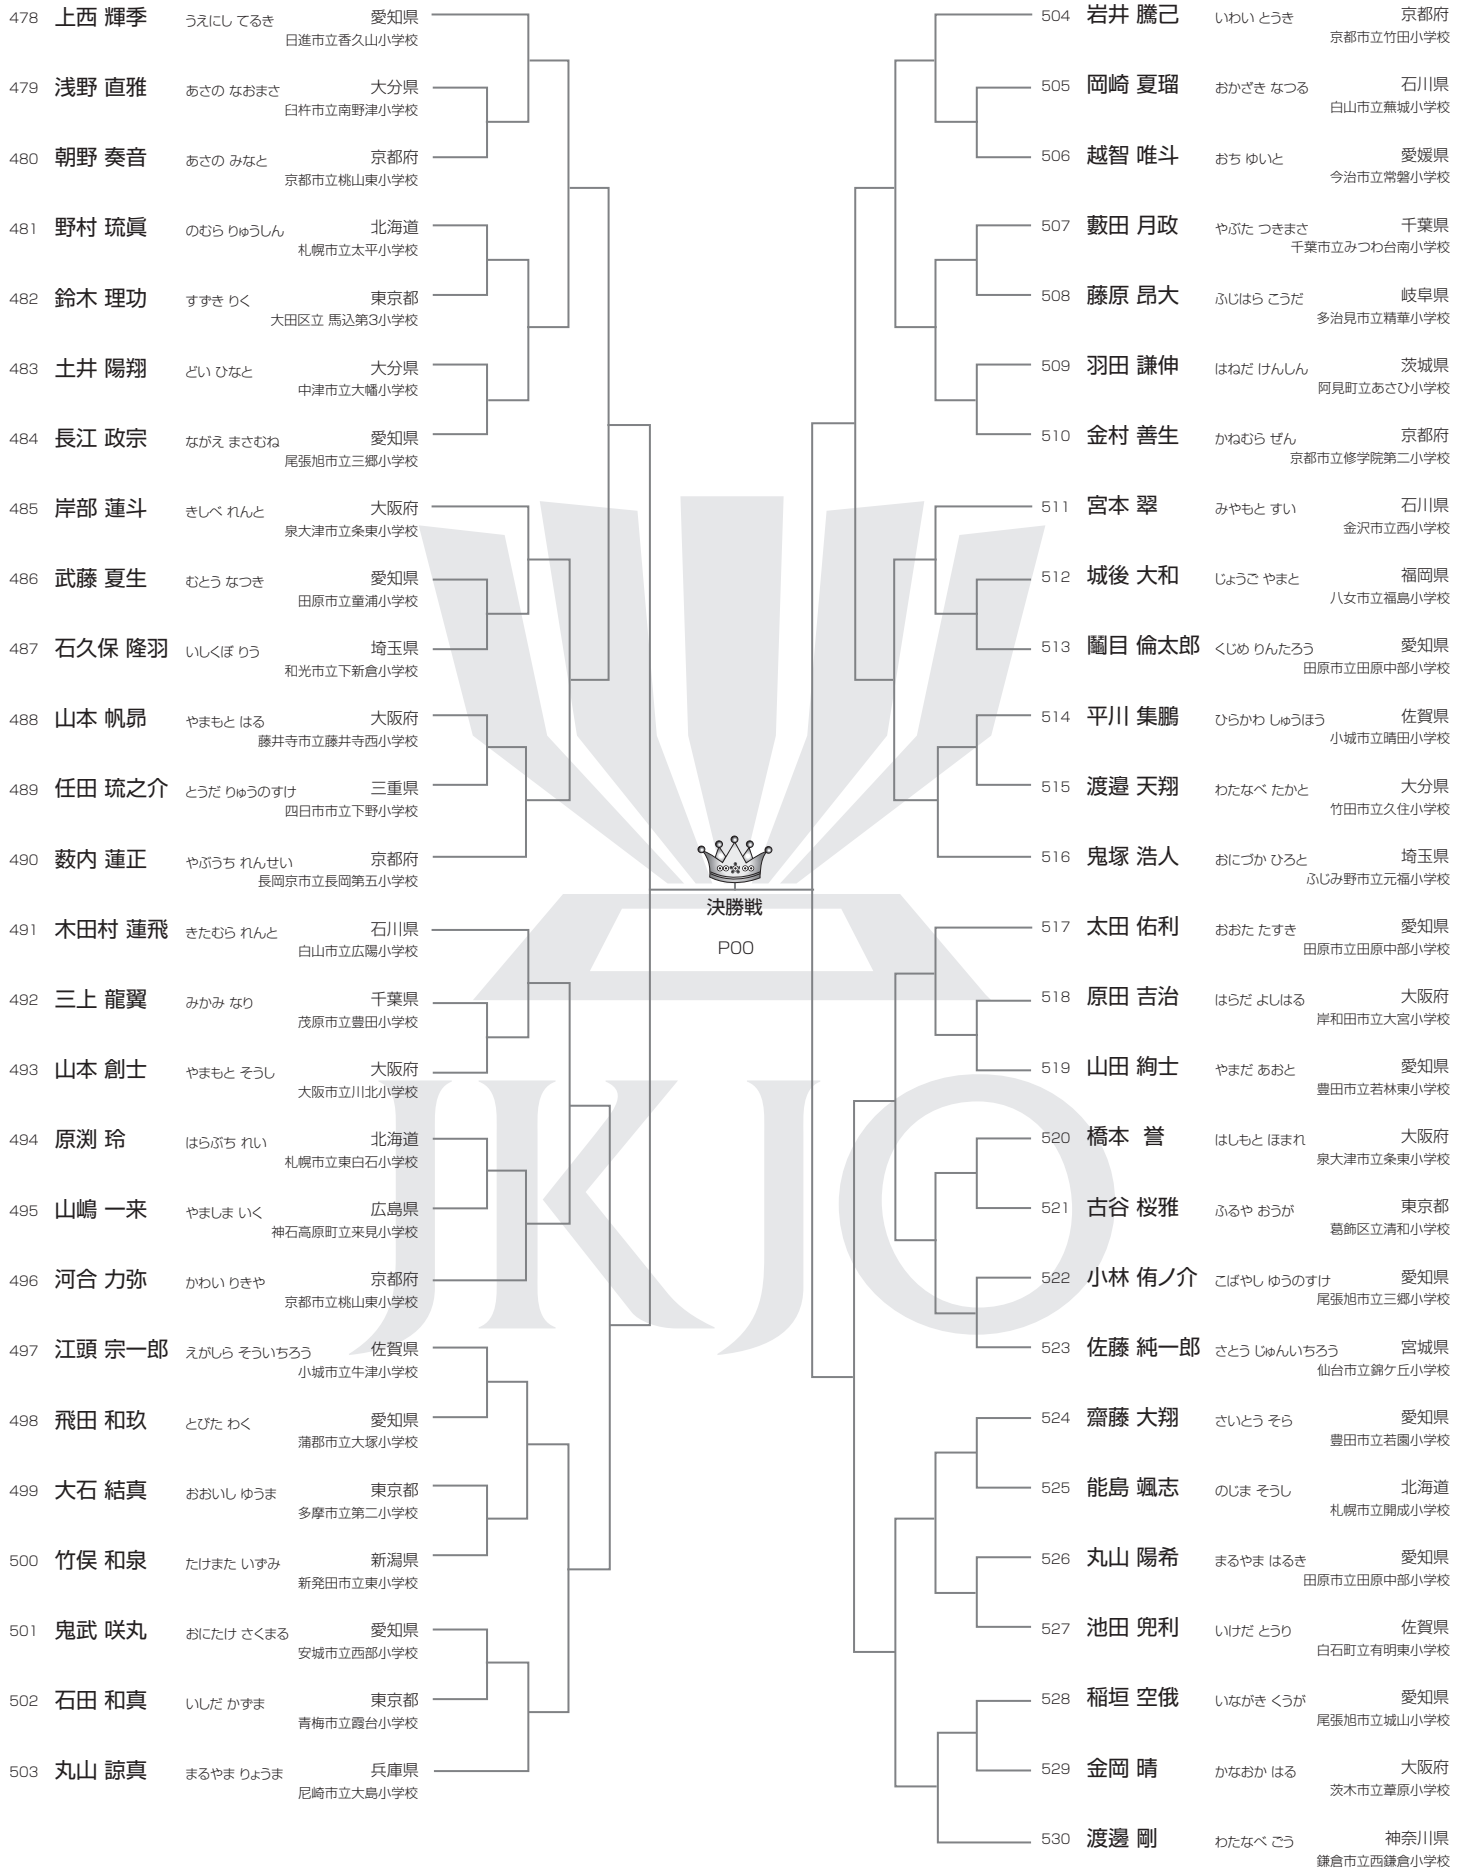 478 上西 輝季 うえにし てるき 愛知県
日進市立香久山小学校
479 浅野 直雅 あさの なおまさ 大分県
臼杵市立南野津小学校
480 朝野 奏音 あさの みなと 京都府
京都市立桃山東小学校
481 野村 琉眞 のむら りゅうしん 北海道
札幌市立太平小学校
482 鈴木 理功 すずき りく 東京都
大田区立 馬込第3小学校
483 土井 陽翔 どい ひなと 大分県
中津市立大幡小学校
484 長江 政宗 ながえ まさむね 愛知県
尾張旭市立三郷小学校
485 岸部 蓮斗 きしべ れんと 大阪府
泉大津市立条東小学校
486 武藤 夏生 むとう なつき 愛知県
田原市立童浦小学校
487 石久保 隆羽 いしくぼ りう 埼玉県
和光市立下新倉小学校
488 山本 帆昴 やまもと はる 大阪府
藤井寺市立藤井寺西小学校
489 任田 琉之介 とうだ りゅうのすけ 三重県
四日市市立下野小学校
490 薮内 蓮正 やぶうち れんせい 京都府
長岡京市立長岡第五小学校
491 木田村 蓮飛 きたむら れんと 石川県
白山市立広陽小学校
492 三上 龍翼 みかみ なり 千葉県
茂原市立豊田小学校
493 山本 創士 やまもと そうし 大阪府
大阪市立川北小学校
494 原渕 玲 はらぶち れい 北海道
札幌市立東白石小学校
495 山嶋 一来 やましま いく 広島県
神石高原町立来見小学校
496 河合 力弥 かわい りきや 京都府
京都市立桃山東小学校
497 江頭 宗一郎 えがしら そういちろう 佐賀県
小城市立牛津小学校
498 飛田 和玖 とびた わく 愛知県
蒲郡市立大塚小学校
499 大石 結真 おおいし ゆうま 東京都
多摩市立第二小学校
500 竹俣 和泉 たけまた いずみ 新潟県
新発田市立東小学校
501 鬼武 咲丸 おにたけ さくまる 愛知県
安城市立西部小学校
502 石田 和真 いしだ かずま 東京都
青梅市立霞台小学校
503 丸山 諒真 まるやま りょうま 兵庫県
尼崎市立大島小学校
決勝戦
P00
JKJO
504 岩井 騰己 いわい とうき 京都府
京都市立竹田小学校
505 岡崎 夏瑠 おかざき なつる 石川県
白山市立蕪城小学校
506 越智 唯斗 おち ゆいと 愛媛県
今治市立常磐小学校
507 藪田 月政 やぶた つきまさ 千葉県
千葉市立みつわ台南小学校
508 藤原 昂大 ふじはら こうだ 岐阜県
多治見市立精華小学校
509 羽田 謙伸 はねだ けんしん 茨城県
阿見町立あさひ小学校
510 金村 善生 かねむら ぜん 京都府
京都市立修学院第二小学校
511 宮本 翠 みやもと すい 石川県
金沢市立西小学校
512 城後 大和 じょうご やまと 福岡県
八女市立福島小学校
513 鬮目 倫太郎 くじめ りんたろう 愛知県
田原市立田原中部小学校
514 平川 集鵬 ひらかわ しゅうほう 佐賀県
小城市立晴田小学校
515 渡邉 天翔 わたなべ たかと 大分県
竹田市立久住小学校
516 鬼塚 浩人 おにづか ひろと 埼玉県
ふじみ野市立元福小学校
517 太田 佑利 おおた たすき 愛知県
田原市立田原中部小学校
518 原田 吉治 はらだ よしはる 大阪府
岸和田市立大宮小学校
519 山田 絢士 やまだ あおと 愛知県
豊田市立若林東小学校
520 橋本 誉 はしもと ほまれ 大阪府
泉大津市立条東小学校
521 古谷 桜雅 ふるや おうが 東京都
葛飾区立清和小学校
522 小林 侑ノ介 こばやし ゆうのすけ 愛知県
尾張旭市立三郷小学校
523 佐藤 純一郎 さとう じゅんいちろう 宮城県
仙台市立錦ケ丘小学校
524 齋藤 大翔 さいとう そら 愛知県
豊田市立若園小学校
525 能島 颯志 のじま そうし 北海道
札幌市立開成小学校
526 丸山 陽希 まるやま はるき 愛知県
田原市立田原中部小学校
527 池田 兜利 いけだ とうり 佐賀県
白石町立有明東小学校
528 稲垣 空俄 いながき くうが 愛知県
尾張旭市立城山小学校
529 金岡 晴 かなおか はる 大阪府
茨木市立葦原小学校
530 渡邊 剛 わたなべ ごう 神奈川県
鎌倉市立西鎌倉小学校